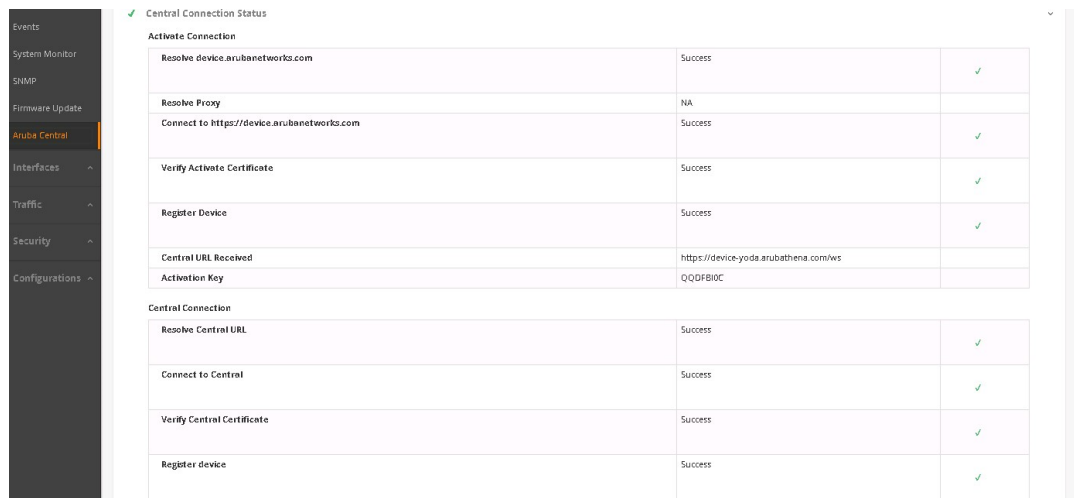 Events
System Monitor
SNMP
Firmware Update
Aruba Central
Interfaces
Traffic
Security
Configurations
Central Connection Status
Activate Connection
Resolve device.arubanetworks.com Success
Resolve Proxy NA
Connect to https://device.arubanetworks.com Success
Verify Activate Certificate Success
Register Device Success
Central URL Received https://device-yoda.arubathena.com/ws
Activation Key QQDFBI0C
Central Connection
Resolve Central URL Success
Connect to Central Success
Verify Central Certificate Success
Register device Success